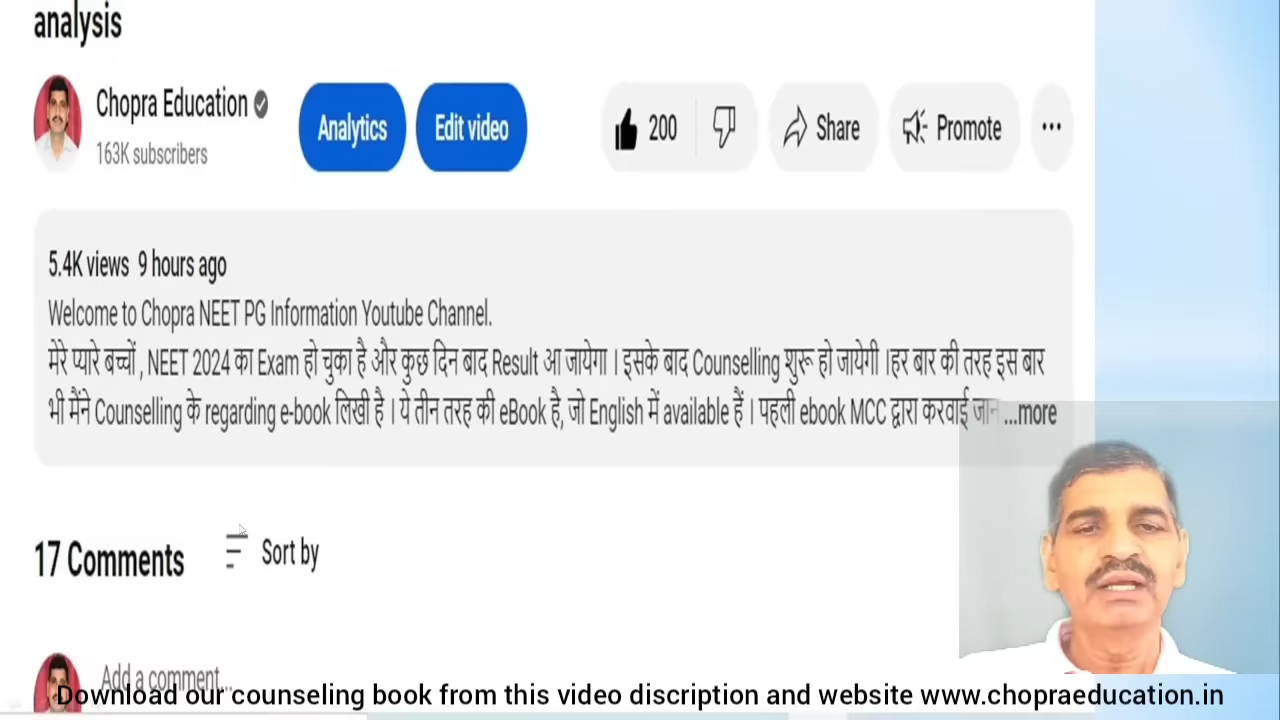 analysis
Chopra Education
163K subscribers
Analytics
Edit video
200
Share
Promote
5.4K views 9 hours ago
Welcome to Chopra NEET PG Information Youtube Channel.
मेरे प्यारे बच्चों , NEET 2024 का Exam हो चुका है और कुछ दिन बाद Result आ जायेगा । इसके बाद Counselling शुरू हो जायेगी ।हर बार की तरह इस बार
भी मैंने Counselling के regarding e-book लिखी है । ये तीन तरह की eBook है, जो English में available हैं । पहली ebook MCC द्वारा करवाई जान ...more
17 Comments
Sort by
Add a comment...
Download our counseling book from this video discription and website www.chopraeducation.in